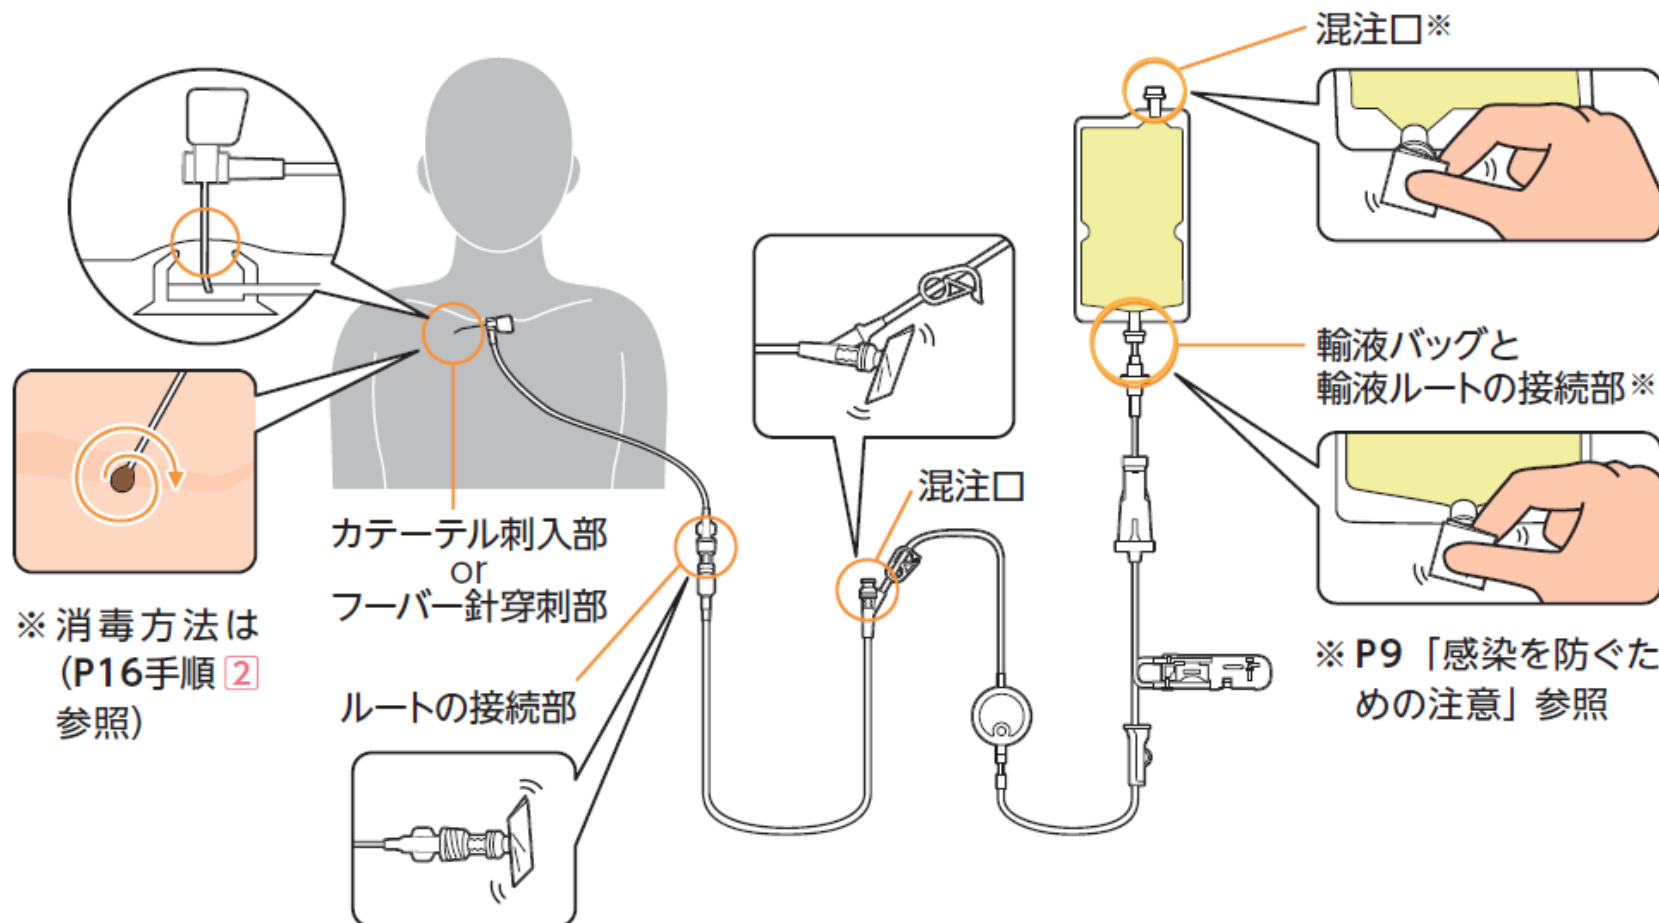 混注口※
輸液バッグと
輸液ルートの接続部※
混注口
カテーテル刺入部
or
フーバー針穿刺部
※消毒方法は
(P16手順2
参照)
ルートの接続部
※P9「感染を防ぐた
めの注意」参照